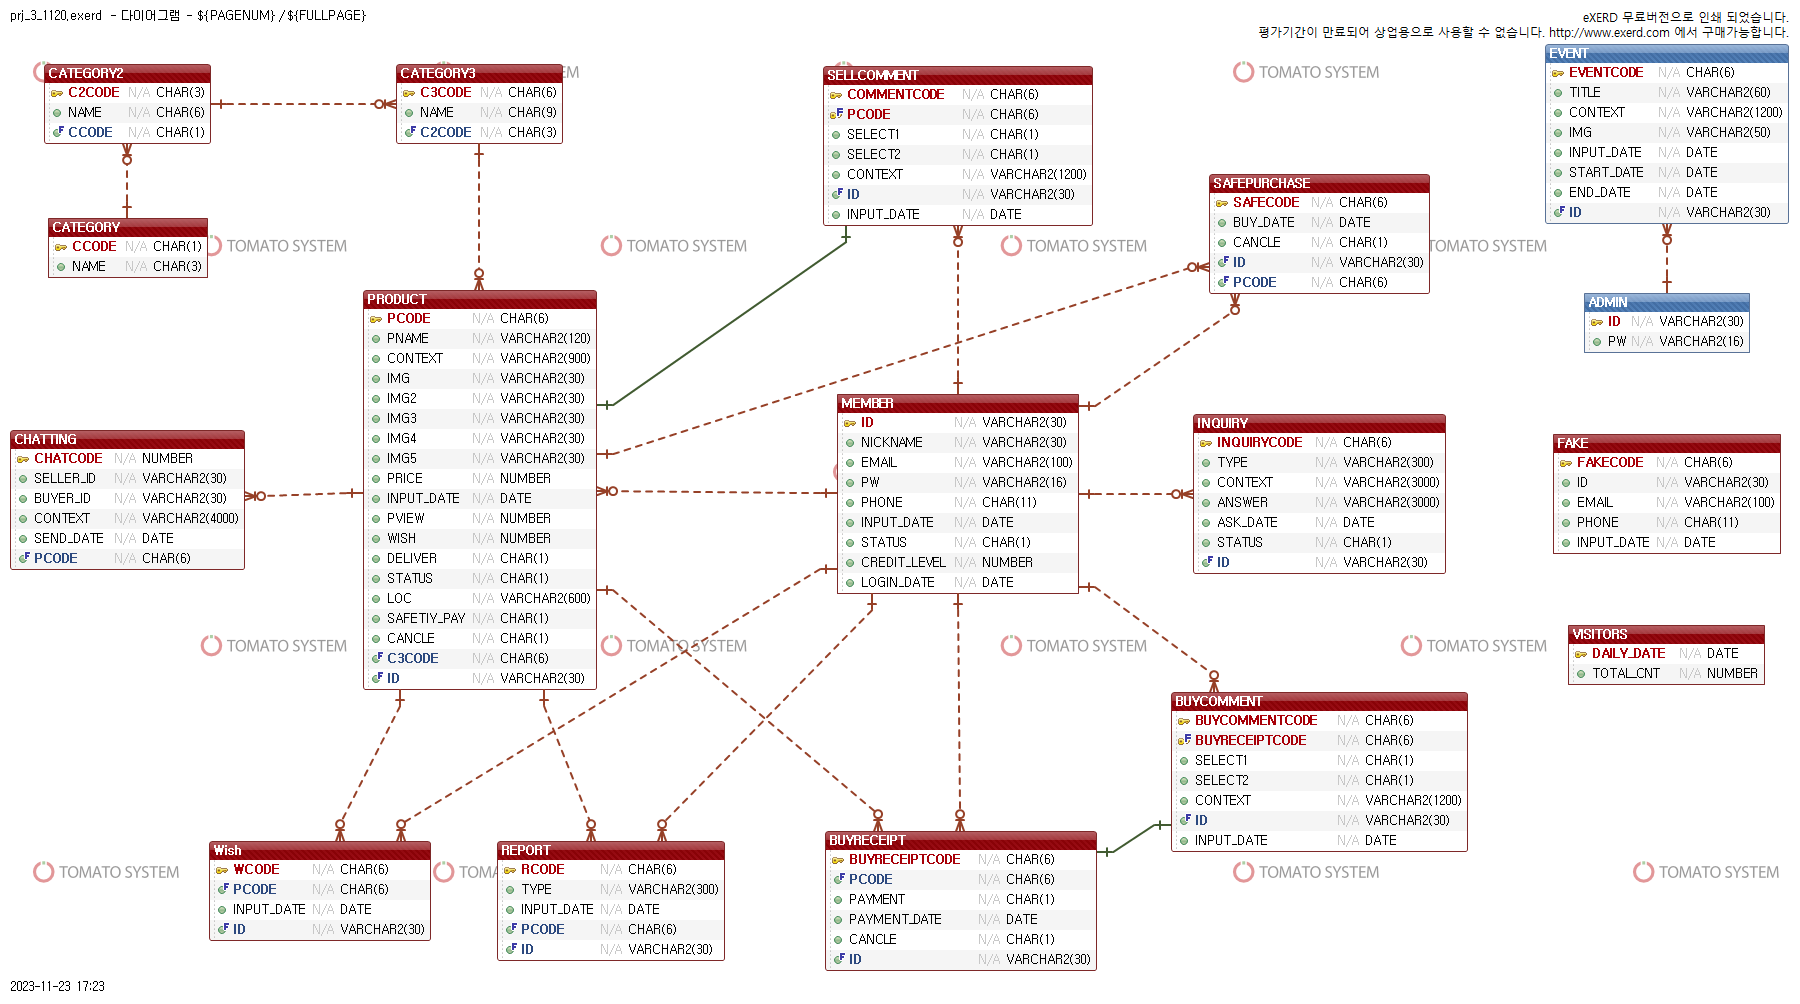 prj_3_1120,exerd - 다이어그램 - ${PAGENUM}/${FULLPAGE}
eXERD 무료버전으로 인쇄 되었습니다.
평가기간이 만료되어 상업용으로 사용할 수 없습니다. http://www.exerd.com 에서 구매가능합니다.
CATEGORY2
C2CODE N/A CHAR(3)
NAME N/A CHAR(6)
CCODE N/A CHAR(1)
CATEGORY3
C3CODE N/A CHAR(6)
NAME N/A CHAR(9)
C2CODE N/A CHAR(3)
SELLCOMMENT
COMMENTCODE N/A CHAR(6)
PCODE N/A CHAR(6)
SELECT1 N/A CHAR(1)
SELECT2 N/A CHAR(1)
CONTEXT N/A VARCHAR2(1200)
ID N/A VARCHAR2(30)
INPUT_DATE N/A DATE
TOMATO SYSTEM
EVENT
EVENTCODE N/A CHAR(6)
TITLE N/A VARCHAR2(60)
CONTEXT N/A VARCHAR2(1200)
IMG N/A VARCHAR2(50)
INPUT_DATE N/A DATE
START_DATE N/A DATE
END_DATE N/A DATE
ID N/A VARCHAR2(30)
SAFEPURCHASE
SAFECODE N/A CHAR(6)
BUY_DATE N/A DATE
CANCLE N/A CHAR(1)
ID N/A VARCHAR2(30)
PCODE N/A CHAR(6)
CATEGORY
CCODE N/A CHAR(1)
NAME N/A CHAR(3)
TOMATO SYSTEM
TOMATO SYSTEM
TOMATO SYSTEM
TOMATO SYSTEM
ADMIN
ID N/A VARCHAR2(30)
PW N/A VARCHAR2(16)
PRODUCT
PCODE N/A CHAR(6)
PNAME N/A VARCHAR2(120)
CONTEXT N/A VARCHAR2(900)
IMG N/A VARCHAR2(30)
IMG2 N/A VARCHAR2(30)
IMG3 N/A VARCHAR2(30)
IMG4 N/A VARCHAR2(30)
IMG5 N/A VARCHAR2(30)
PRICE N/A NUMBER
INPUT_DATE N/A DATE
PVIEW N/A NUMBER
WISH N/A NUMBER
DELIVER N/A CHAR(1)
STATUS N/A CHAR(1)
LOC N/A VARCHAR2(600)
SAFETIY_PAY N/A CHAR(1)
CANCLE N/A CHAR(1)
C3CODE N/A CHAR(6)
ID N/A VARCHAR2(30)
MEMBER
ID N/A VARCHAR2(30)
NICKNAME N/A VARCHAR2(30)
EMAIL N/A VARCHAR2(100)
PW N/A VARCHAR2(16)
PHONE N/A CHAR(11)
INPUT_DATE N/A DATE
STATUS N/A CHAR(1)
CREDIT_LEVEL N/A NUMBER
LOGIN_DATE N/A DATE
INQUIRY
INQUIRYCODE N/A CHAR(6)
TYPE N/A VARCHAR2(300)
CONTEXT N/A VARCHAR2(3000)
ANSWER N/A VARCHAR2(3000)
ASK_DATE N/A DATE
STATUS N/A CHAR(1)
ID N/A VARCHAR2(30)
CHATTING
CHATCODE N/A NUMBER
SELLER_ID N/A VARCHAR2(30)
BUYER_ID N/A VARCHAR2(30)
CONTEXT N/A VARCHAR2(4000)
SEND_DATE N/A DATE
PCODE N/A CHAR(6)
FAKE
FAKECODE N/A CHAR(6)
ID N/A VARCHAR2(30)
EMAIL N/A VARCHAR2(100)
PHONE N/A CHAR(11)
INPUT_DATE N/A DATE
VISITORS
DAILY_DATE N/A DATE
TOTAL_CNT N/A NUMBER
TOMATO SYSTEM
TOMATO SYSTEM
TOMATO SYSTEM
TOMATO SYSTEM
BUYCOMMENT
BUYCOMMENTCODE N/A CHAR(6)
BUYRECEIPTCODE N/A CHAR(6)
SELECT1 N/A CHAR(1)
SELECT2 N/A CHAR(1)
CONTEXT N/A VARCHAR2(1200)
ID N/A VARCHAR2(30)
INPUT_DATE N/A DATE
Wish
WCODE N/A CHAR(6)
PCODE N/A CHAR(6)
INPUT_DATE N/A DATE
ID N/A VARCHAR2(30)
REPORT
RCODE N/A CHAR(6)
TYPE N/A VARCHAR2(300)
INPUT_DATE N/A DATE
PCODE N/A CHAR(6)
ID N/A VARCHAR2(30)
BUYRECEIPT
BUYRECEIPTCODE N/A CHAR(6)
PCODE N/A CHAR(6)
PAYMENT N/A CHAR(1)
PAYMENT_DATE N/A DATE
CANCLE N/A CHAR(1)
ID N/A VARCHAR2(30)
TOMATO SYSTEM
TOMATO SYSTEM
TOMATO SYSTEM
2023-11-23 17:23